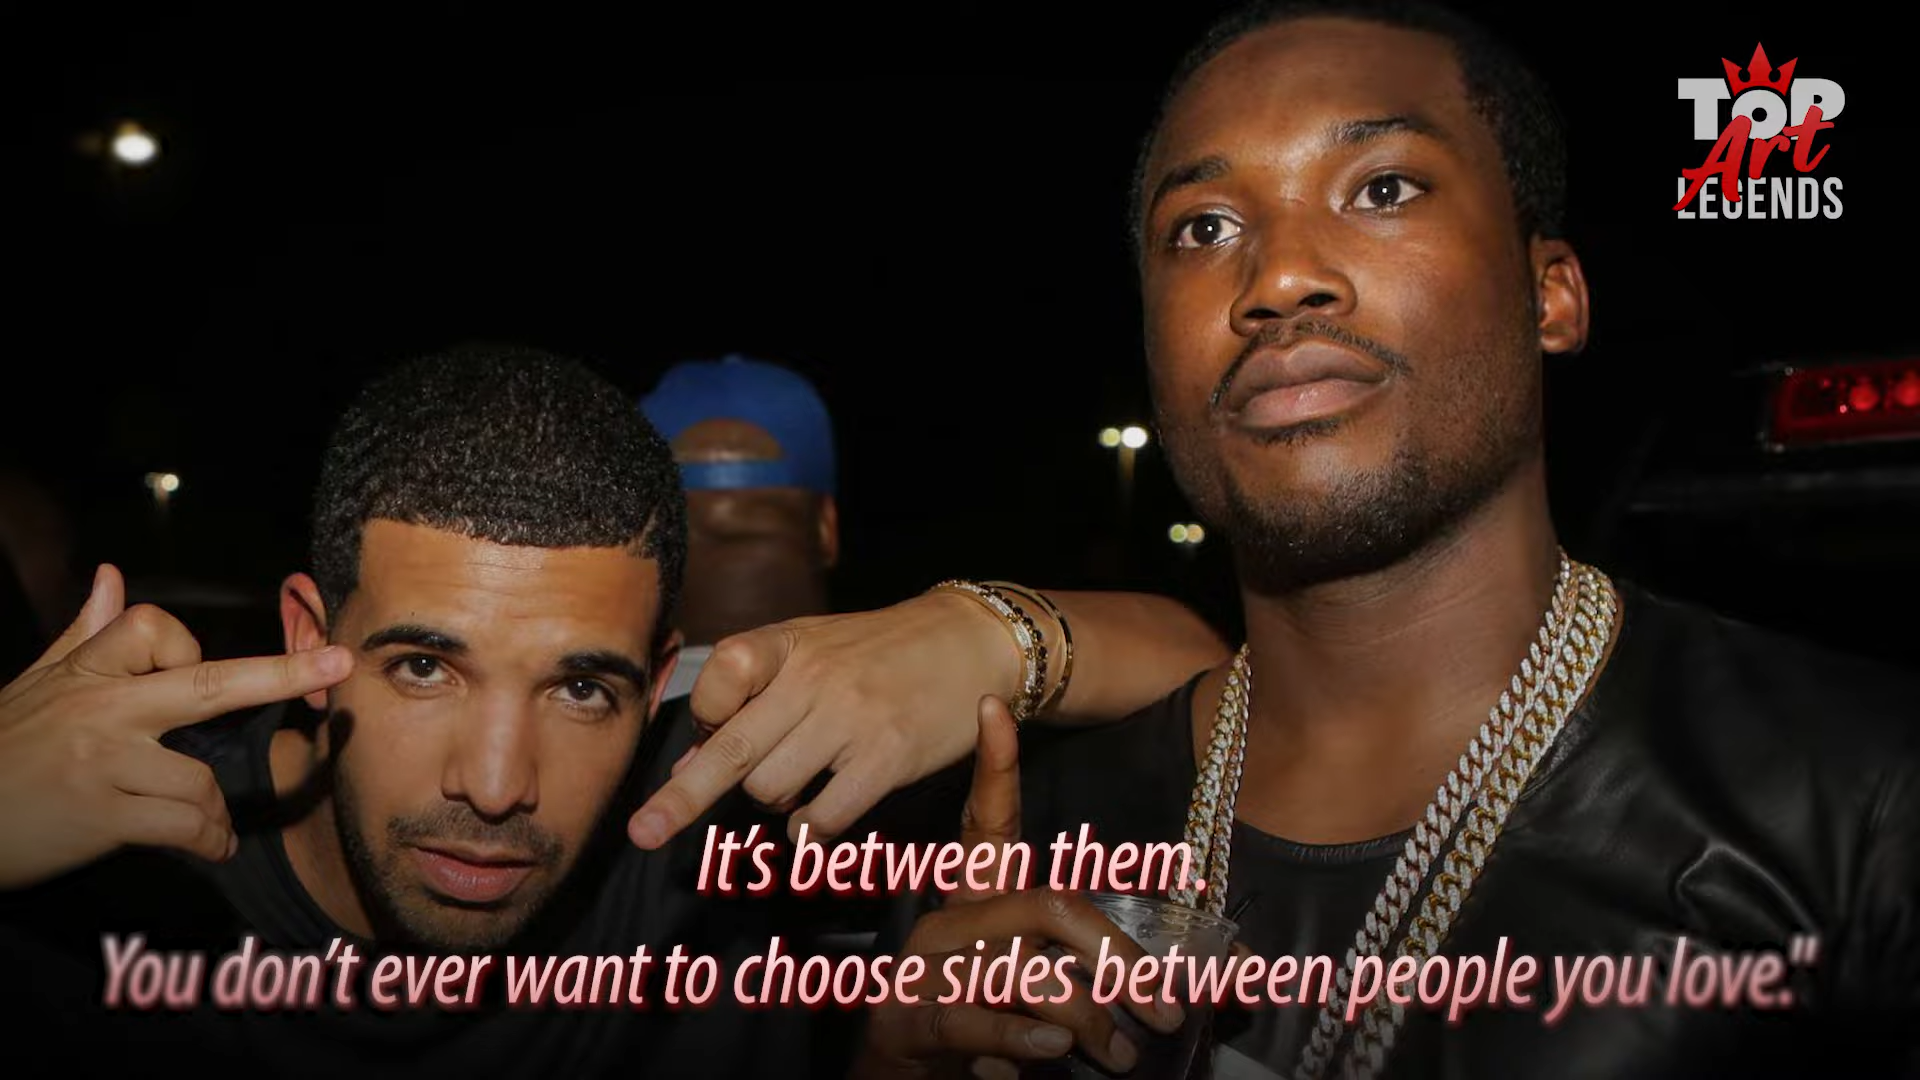 TOP
Art
LEGENDS
It's between them.
You don't ever want to choose sides between people you love."